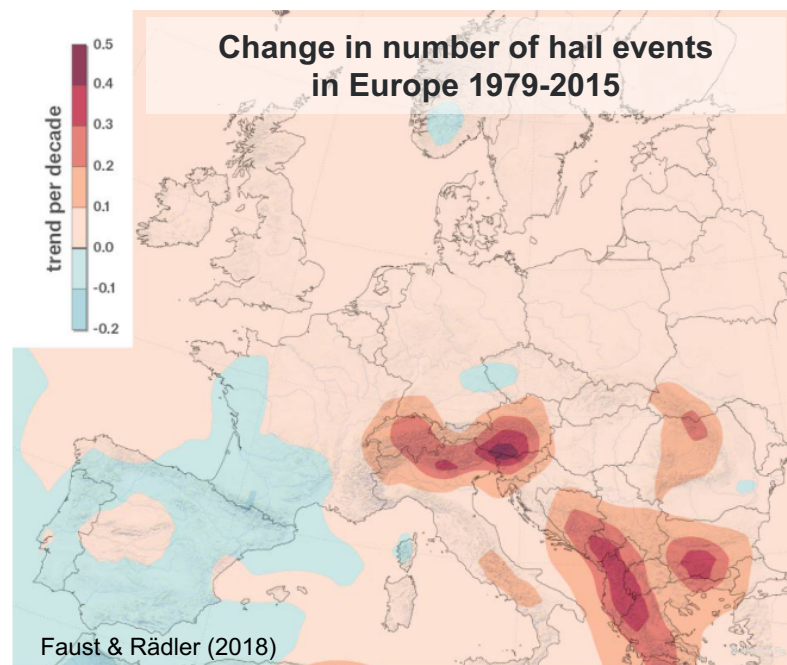 Change in number of hail events
in Europe 1979-2015
trend per decade
0.5
0.4
0.3
0.2
0.1
0.0
-0.1
-0.2
Faust & Rädler (2018)